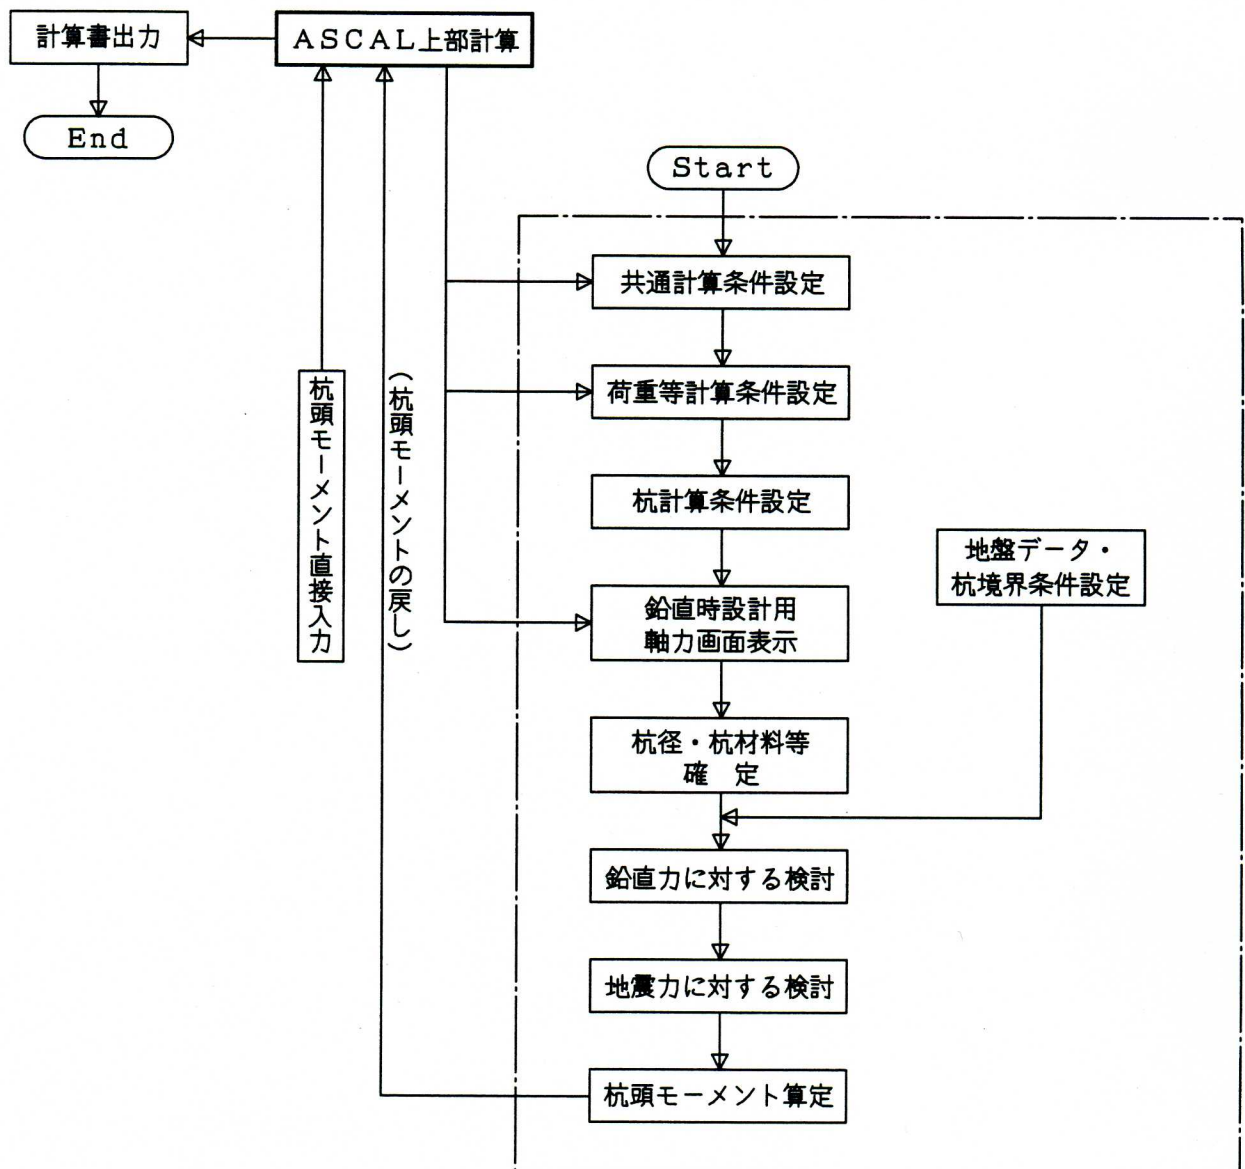 計算書出力
ASCAL上部計算
End
Start
共通計算条件設定
荷重等計算条件設定
杭頭モーメント直接入力
(杭頭モーメントの戻し)
杭計算条件設定
地盤データ・
杭境界条件設定
鉛直時設計用
軸力画面表示
杭径・杭材料等
確 定
鉛直力に対する検討
地震力に対する検討
杭頭モーメント算定